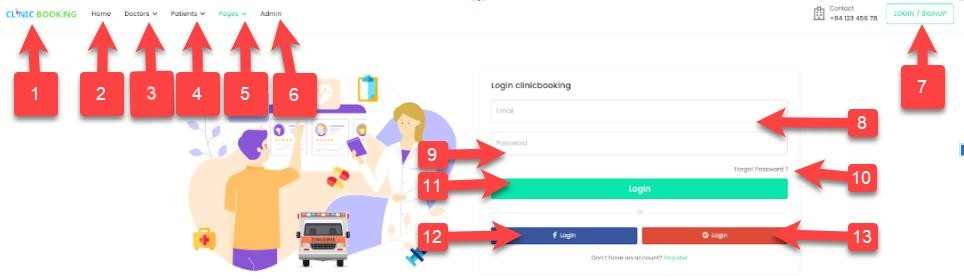 CLINIC BOOKING Home Doctors Patients Pages Admin Contact LOGIN / SIGNUP
+84 123 456 78
1 2 3 4 5 6 7
Login clinicbooking
Email
8
Password
9
Forgot Password ?
10
11 Login
or
12 Login G Login 13
Don't have an account? Register